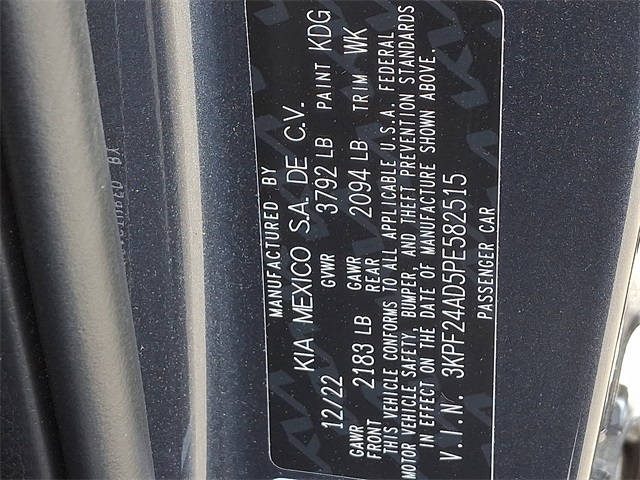 MANUFACTURED BY
KIA MEXICO S.A. DE C.V.
12/22 GVWR 3792 LB PAINT KDG
GAWR FRONT 2183 LB GAWR REAR 2094 LB TRIM WK
THIS VEHICLE CONFORMS TO ALL APPLICABLE U.S.A. FEDERAL
MOTOR VEHICLE SAFETY, BUMPER, AND THEFT PREVENTION STANDARDS
IN EFFECT ON THE DATE OF MANUFACTURE SHOWN ABOVE.
V.I.N. 3KPF24AD5PE582515
PASSENGER CAR